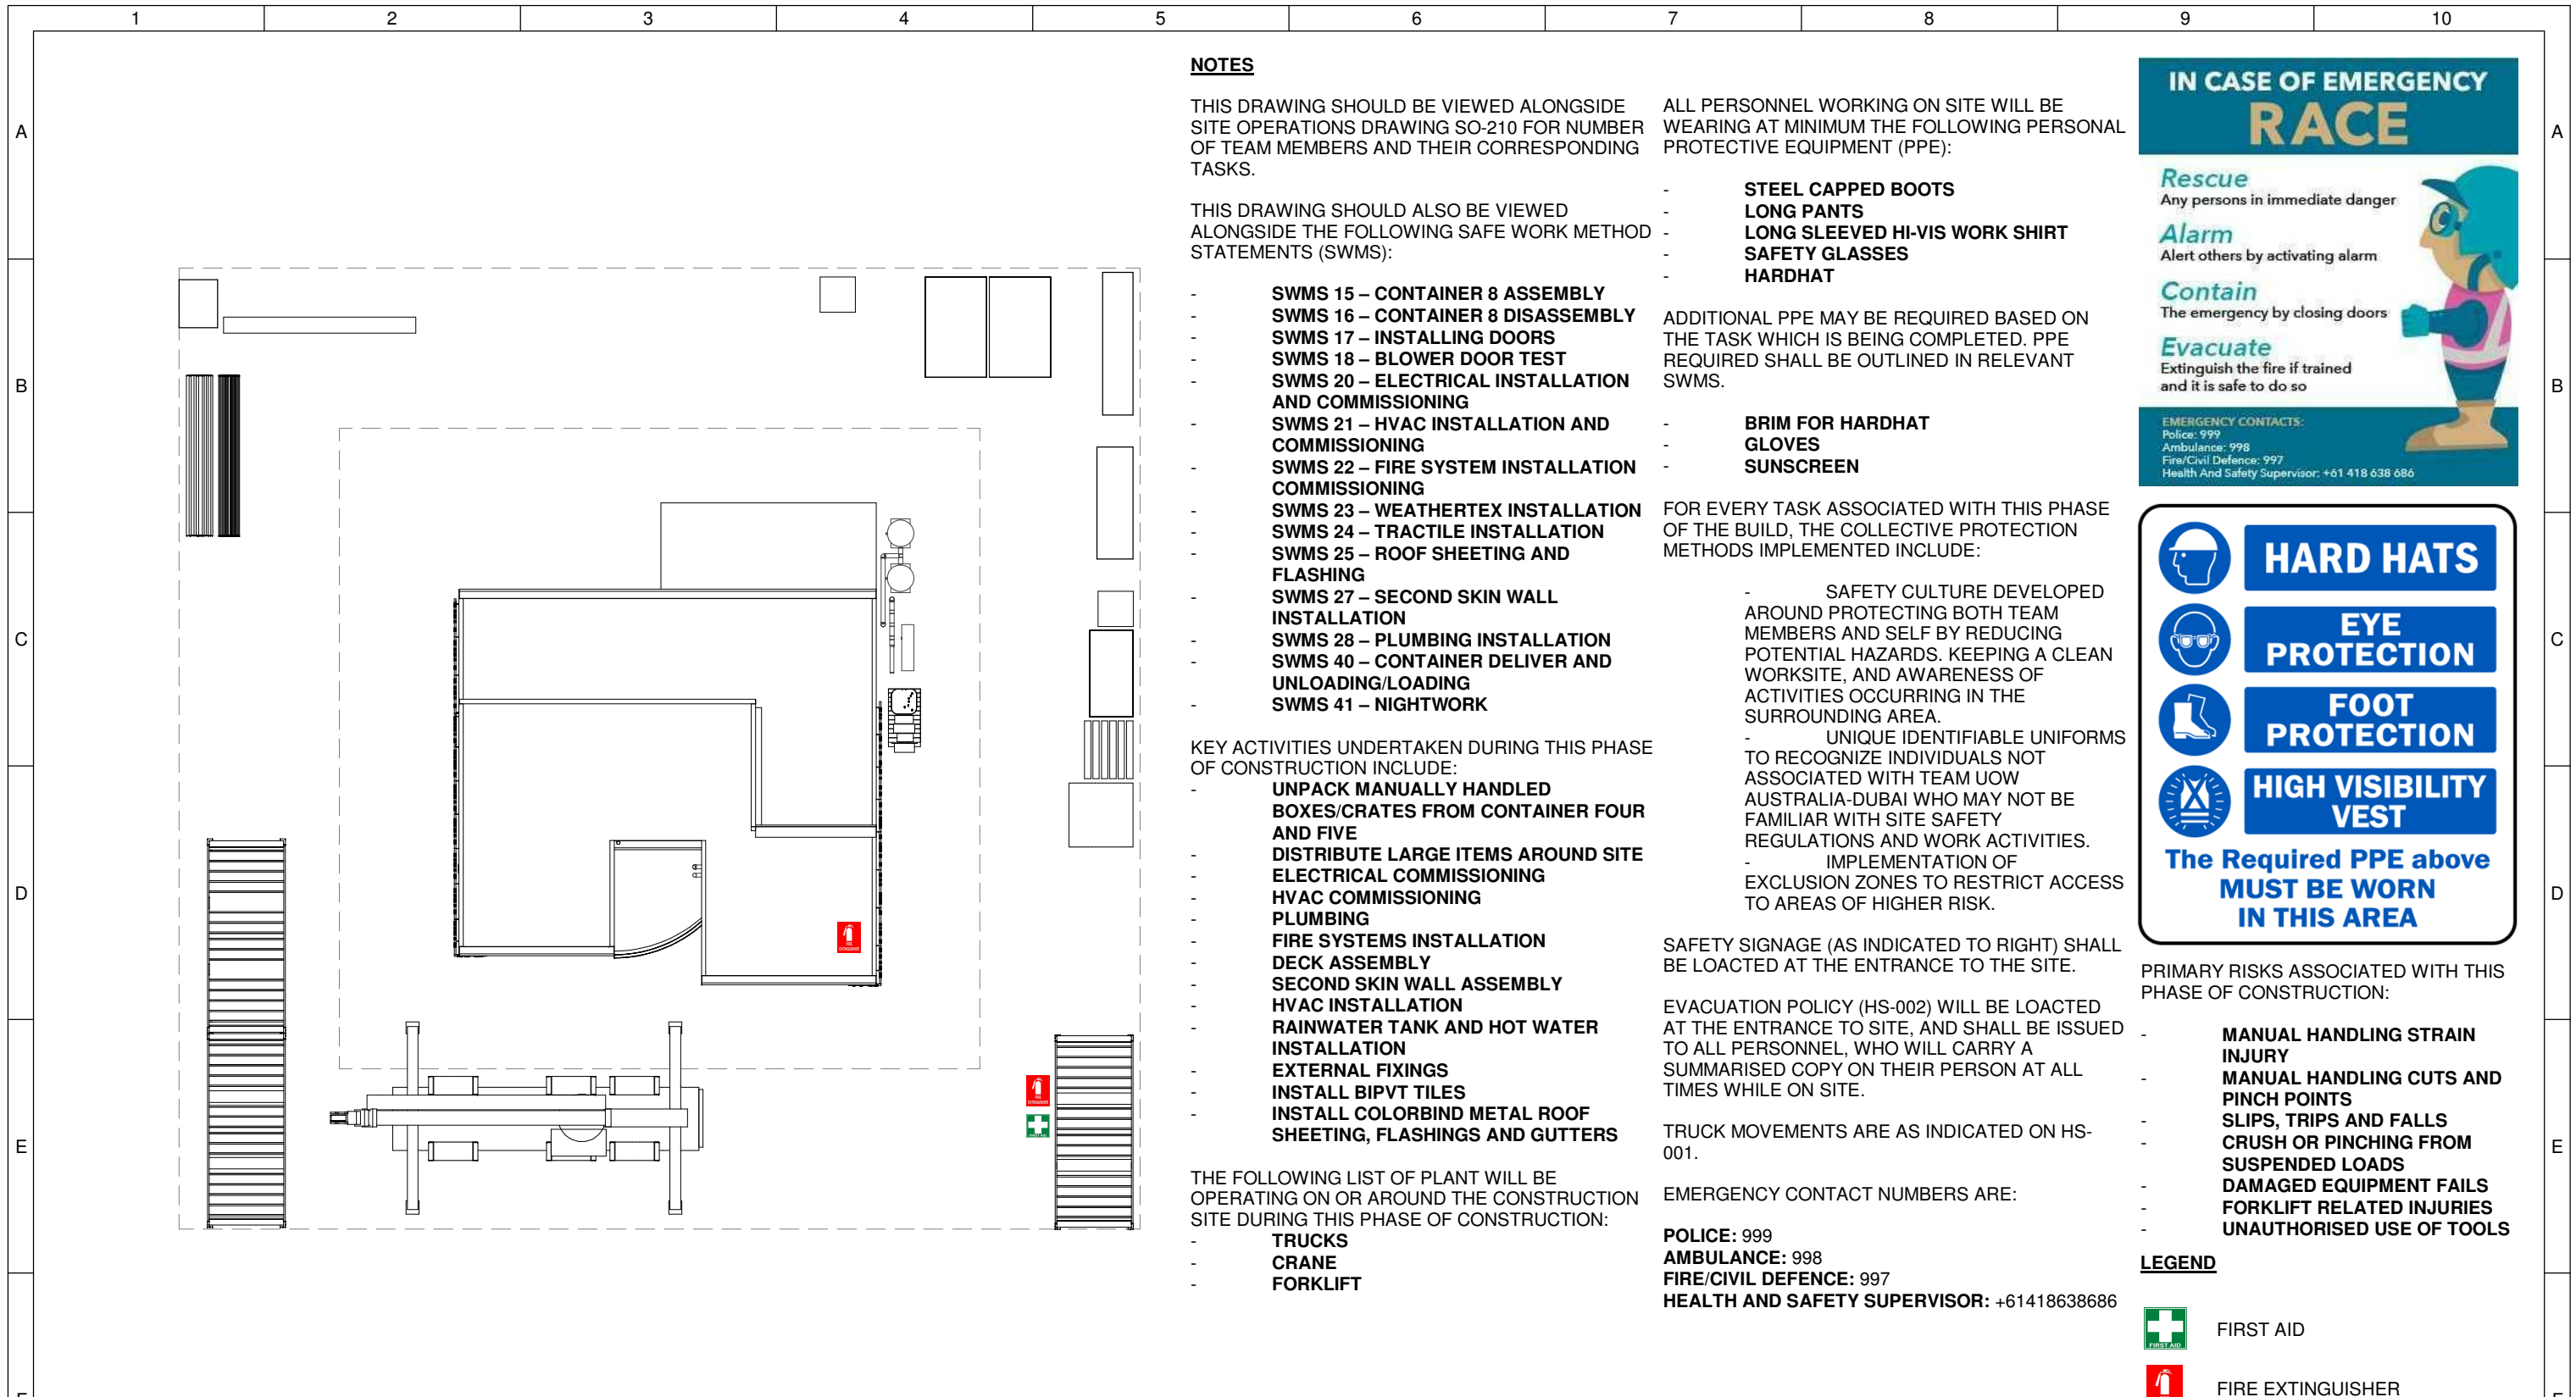 1 2 3 4 5 6 7 8 9 10
A
B
C
D
E
F
NOTES
THIS DRAWING SHOULD BE VIEWED ALONGSIDE
SITE OPERATIONS DRAWING SO-210 FOR NUMBER
OF TEAM MEMBERS AND THEIR CORRESPONDING
TASKS.
THIS DRAWING SHOULD ALSO BE VIEWED
ALONGSIDE THE FOLLOWING SAFE WORK METHOD
STATEMENTS (SWMS):
- SWMS 15 – CONTAINER 8 ASSEMBLY
- SWMS 16 – CONTAINER 8 DISASSEMBLY
- SWMS 17 – INSTALLING DOORS
- SWMS 18 – BLOWER DOOR TEST
- SWMS 20 – ELECTRICAL INSTALLATION
AND COMMISSIONING
- SWMS 21 – HVAC INSTALLATION AND
COMMISSIONING
- SWMS 22 – FIRE SYSTEM INSTALLATION
COMMISSIONING
- SWMS 23 – WEATHERTEX INSTALLATION
- SWMS 24 – TRACTILE INSTALLATION
- SWMS 25 – ROOF SHEETING AND
FLASHING
- SWMS 27 – SECOND SKIN WALL
INSTALLATION
- SWMS 28 – PLUMBING INSTALLATION
- SWMS 40 – CONTAINER DELIVER AND
UNLOADING/LOADING
- SWMS 41 – NIGHTWORK
KEY ACTIVITIES UNDERTAKEN DURING THIS PHASE
OF CONSTRUCTION INCLUDE:
- UNPACK MANUALLY HANDLED
BOXES/CRATES FROM CONTAINER FOUR
AND FIVE
- DISTRIBUTE LARGE ITEMS AROUND SITE
- ELECTRICAL COMMISSIONING
- HVAC COMMISSIONING
- PLUMBING
- FIRE SYSTEMS INSTALLATION
- DECK ASSEMBLY
- SECOND SKIN WALL ASSEMBLY
- HVAC INSTALLATION
- RAINWATER TANK AND HOT WATER
INSTALLATION
- EXTERNAL FIXINGS
- INSTALL BIPVT TILES
- INSTALL COLORBIND METAL ROOF
SHEETING, FLASHINGS AND GUTTERS
THE FOLLOWING LIST OF PLANT WILL BE
OPERATING ON OR AROUND THE CONSTRUCTION
SITE DURING THIS PHASE OF CONSTRUCTION:
- TRUCKS
- CRANE
- FORKLIFT
ALL PERSONNEL WORKING ON SITE WILL BE
WEARING AT MINIMUM THE FOLLOWING PERSONAL
PROTECTIVE EQUIPMENT (PPE):
- STEEL CAPPED BOOTS
- LONG PANTS
- LONG SLEEVED HI-VIS WORK SHIRT
- SAFETY GLASSES
- HARDHAT
ADDITIONAL PPE MAY BE REQUIRED BASED ON
THE TASK WHICH IS BEING COMPLETED. PPE
REQUIRED SHALL BE OUTLINED IN RELEVANT
SWMS.
- BRIM FOR HARDHAT
- GLOVES
- SUNSCREEN
FOR EVERY TASK ASSOCIATED WITH THIS PHASE
OF THE BUILD, THE COLLECTIVE PROTECTION
METHODS IMPLEMENTED INCLUDE:
- SAFETY CULTURE DEVELOPED
AROUND PROTECTING BOTH TEAM
MEMBERS AND SELF BY REDUCING
POTENTIAL HAZARDS. KEEPING A CLEAN
WORKSITE, AND AWARENESS OF
ACTIVITIES OCCURRING IN THE
SURROUNDING AREA.
- UNIQUE IDENTIFIABLE UNIFORMS
TO RECOGNIZE INDIVIDUALS NOT
ASSOCIATED WITH TEAM UOW
AUSTRALIA-DUBAI WHO MAY NOT BE
FAMILIAR WITH SITE SAFETY
REGULATIONS AND WORK ACTIVITIES.
- IMPLEMENTATION OF
EXCLUSION ZONES TO RESTRICT ACCESS
TO AREAS OF HIGHER RISK.
SAFETY SIGNAGE (AS INDICATED TO RIGHT) SHALL
BE LOACTED AT THE ENTRANCE TO THE SITE.
EVACUATION POLICY (HS-002) WILL BE LOACTED
AT THE ENTRANCE TO SITE, AND SHALL BE ISSUED
TO ALL PERSONNEL, WHO WILL CARRY A
SUMMARISED COPY ON THEIR PERSON AT ALL
TIMES WHILE ON SITE.
TRUCK MOVEMENTS ARE AS INDICATED ON HS-
001.
EMERGENCY CONTACT NUMBERS ARE:
POLICE: 999
AMBULANCE: 998
FIRE/CIVIL DEFENCE: 997
HEALTH AND SAFETY SUPERVISOR: +61418638686
IN CASE OF EMERGENCY
RACE
Rescue
Any persons in immediate danger
Alarm
Alert others by activating alarm
Contain
The emergency by closing doors
Evacuate
Extinguish the fire if trained
and it is safe to do so
EMERGENCY CONTACTS:
Police: 999
Ambulance: 998
Fire/Civil Defence: 997
Health And Safety Supervisor: +61 418 638 686
HARD HATS
EYE
PROTECTION
FOOT
PROTECTION
HIGH VISIBILITY
VEST
The Required PPE above
MUST BE WORN
IN THIS AREA
PRIMARY RISKS ASSOCIATED WITH THIS
PHASE OF CONSTRUCTION:
- MANUAL HANDLING STRAIN
INJURY
- MANUAL HANDLING CUTS AND
PINCH POINTS
- SLIPS, TRIPS AND FALLS
- CRUSH OR PINCHING FROM
SUSPENDED LOADS
- DAMAGED EQUIPMENT FAILS
- FORKLIFT RELATED INJURIES
- UNAUTHORISED USE OF TOOLS
LEGEND
FIRST AID
FIRST AID
FIRE EXTINGUISHER
A
B
C
D
E